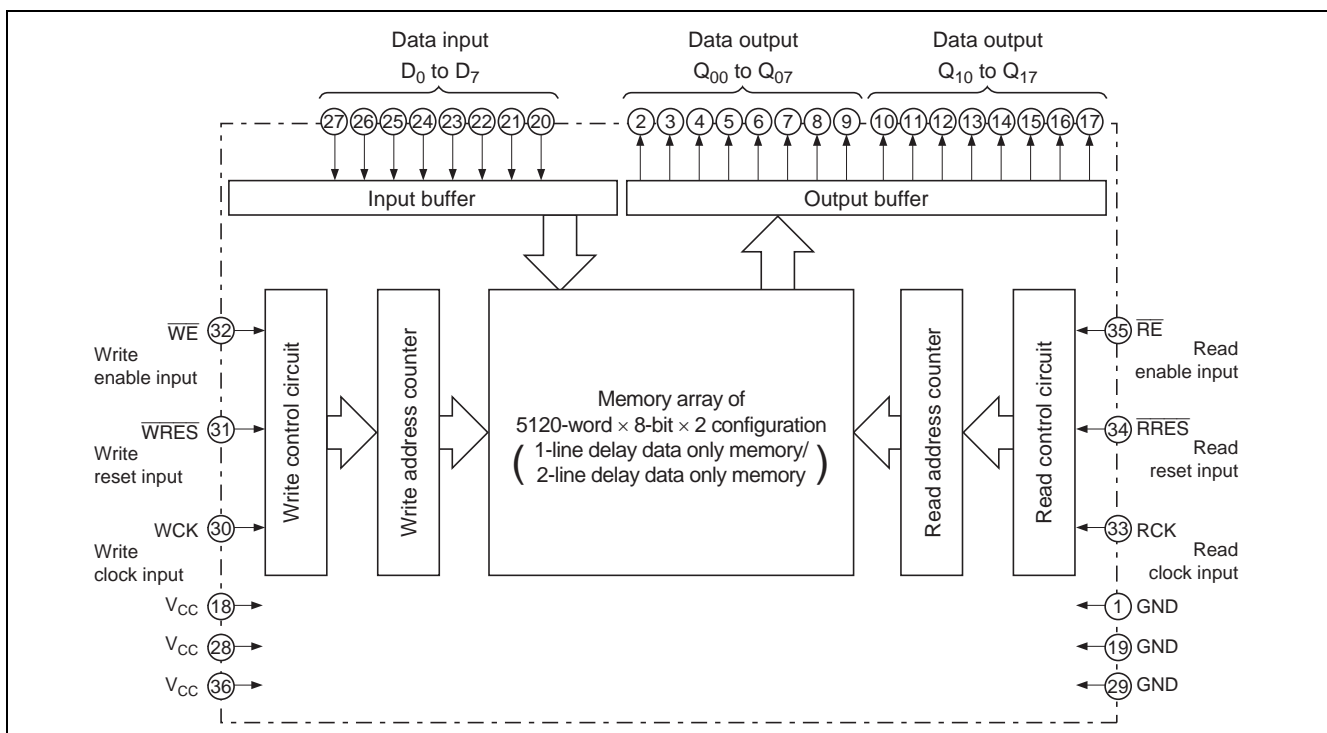 Data input
D0 to D7
Data output
Q00 to Q07
Data output
Q10 to Q17
27 26 25 24 23 22 21 20
2 3 4 5 6 7 8 9 10 11 12 13 14 15 16 17
Input buffer
Output buffer
W̅E̅ 32
Write
enable input
W̅R̅E̅S̅ 31
Write
reset input
WCK 30
Write
clock input
VCC 18
VCC 28
VCC 36
Write control circuit
Write address counter
Memory array of
5120-word × 8-bit × 2 configuration
( 1-line delay data only memory/
2-line delay data only memory )
Read address counter
Read control circuit
35 R̅E̅
Read
enable input
34 R̅R̅E̅S̅
Read
reset input
33 RCK
Read
clock input
1 GND
19 GND
29 GND